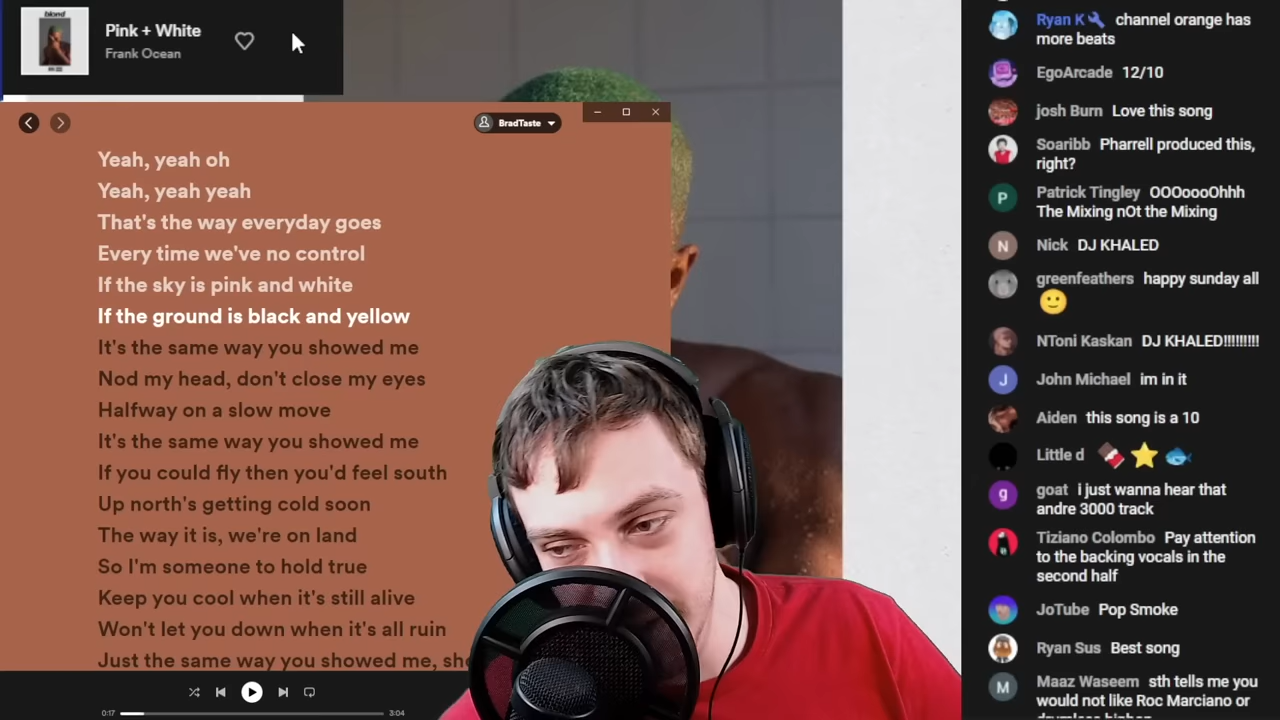 blond
Pink + White
Frank Ocean
BradTaste
Yeah, yeah oh
Yeah, yeah yeah
That's the way everyday goes
Every time we've no control
If the sky is pink and white
If the ground is black and yellow
It's the same way you showed me
Nod my head, don't close my eyes
Halfway on a slow move
It's the same way you showed me
If you could fly then you'd feel south
Up north's getting cold soon
The way it is, we're on land
So I'm someone to hold true
Keep you cool when it's still alive
Won't let you down when it's all ruin
Just the same way you showed me, sho
0:17
3:04
Ryan K channel orange has
more beats
EgoArcade 12/10
josh Burn Love this song
Soaribb Pharrell produced this,
right?
P
Patrick Tingley OOOoooOhhh
The Mixing nOt the Mixing
N
Nick DJ KHALED
greenfeathers happy sunday all
NToni Kaskan DJ KHALED!!!!!!!!!
J
John Michael im in it
Aiden this song is a 10
Little d
g
goat i just wanna hear that
andre 3000 track
Tiziano Colombo Pay attention
to the backing vocals in the
second half
JoTube Pop Smoke
Ryan Sus Best song
M
Maaz Waseem sth tells me you
would not like Roc Marciano or